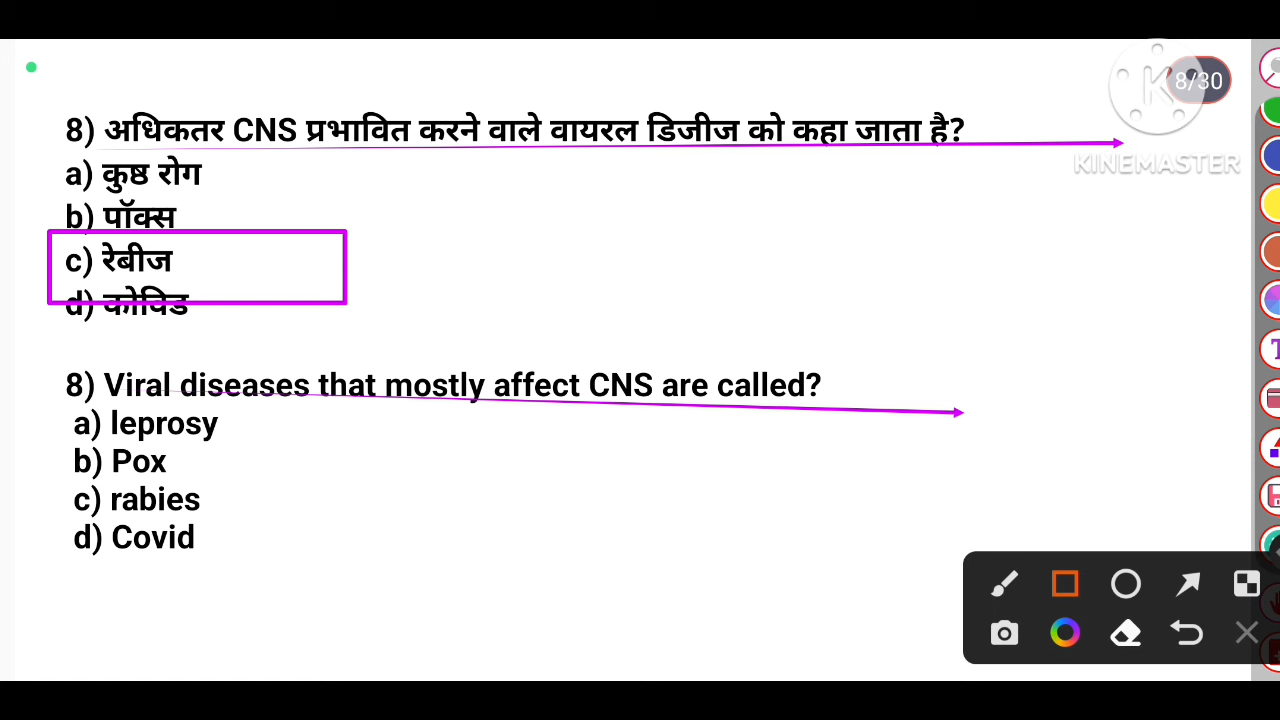 8/30
KINEMASTER
8) अधिकतर CNS प्रभावित करने वाले वायरल डिजीज को कहा जाता है?
a) कुष्ठ रोग
b) पॉक्स
c) रेबीज
d) कोविड
8) Viral diseases that mostly affect CNS are called?
a) leprosy
b) Pox
c) rabies
d) Covid